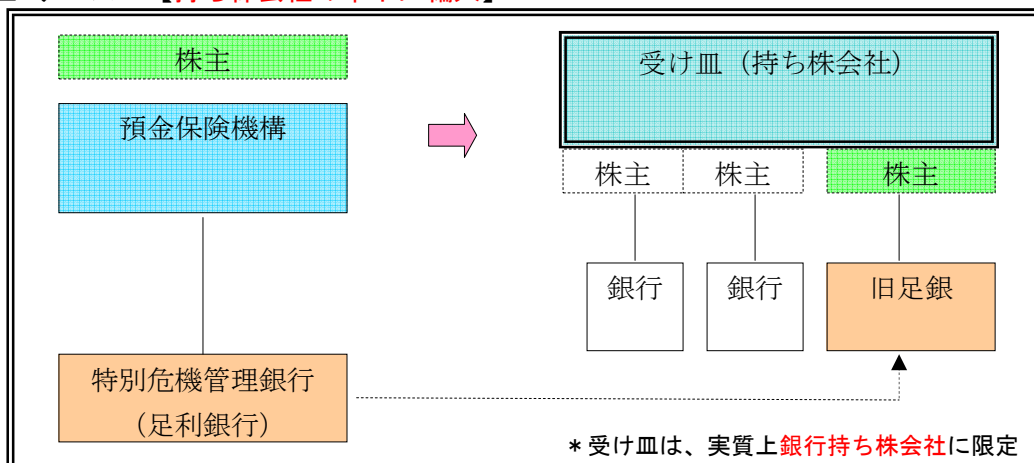 株主
預金保険機構
特別危機管理銀行
（足利銀行）
受け皿（持ち株会社）
株主 株主 株主
銀行 銀行 旧足銀
*受け皿は、実質上銀行持ち株会社に限定